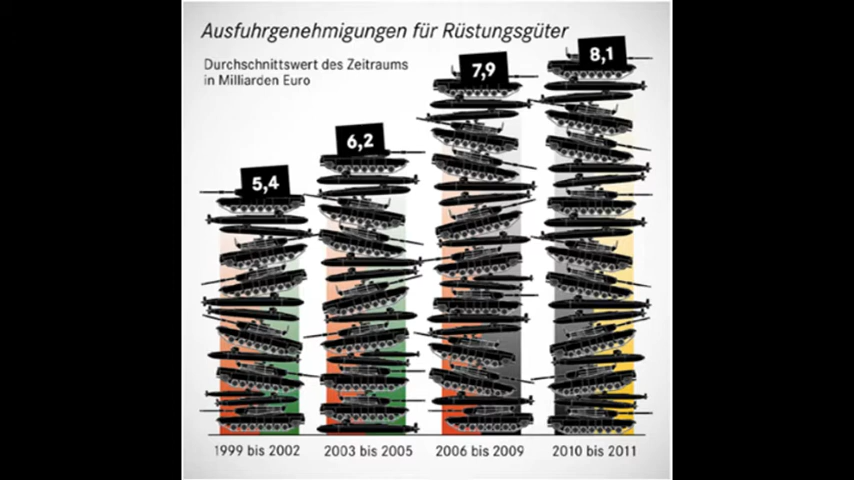 Ausfuhrgenehmigungen für Rüstungsgüter
Durchschnittswert des Zeitraums
in Milliarden Euro
5,4
6,2
7,9
8,1
1999 bis 2002
2003 bis 2005
2006 bis 2009
2010 bis 2011